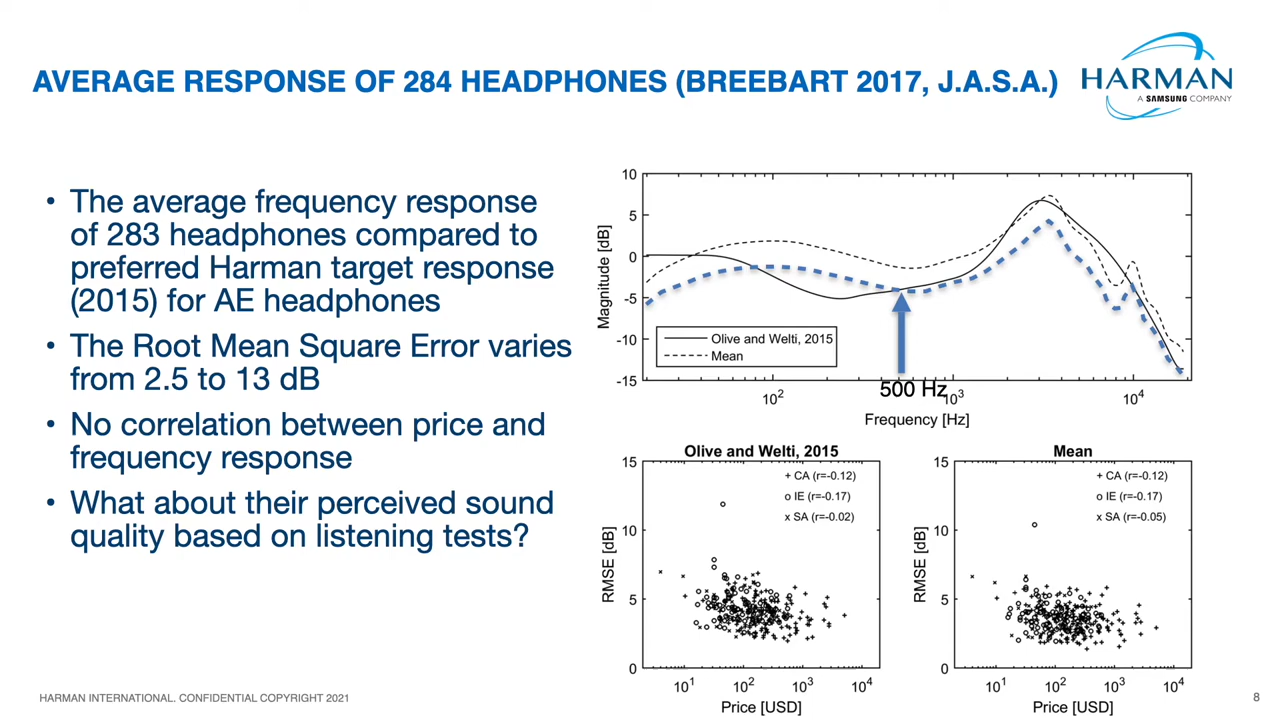 AVERAGE RESPONSE OF 284 HEADPHONES (BREEBART 2017, J.A.S.A.)
HARMAN
A SAMSUNG COMPANY
• The average frequency response
of 283 headphones compared to
preferred Harman target response
(2015) for AE headphones
• The Root Mean Square Error varies
from 2.5 to 13 dB
• No correlation between price and
frequency response
• What about their perceived sound
quality based on listening tests?
10
5
0
-5
-10
-15
Magnitude [dB]
Olive and Welti, 2015
Mean
500 Hz
10^2
10^3
10^4
Frequency [Hz]
Olive and Welti, 2015
15
10
5
0
RMSE [dB]
+ CA (r=-0.12)
o IE (r=-0.17)
x SA (r=-0.02)
10^1
10^2
10^3
10^4
Price [USD]
Mean
15
10
5
0
RMSE [dB]
+ CA (r=-0.12)
o IE (r=-0.17)
x SA (r=-0.05)
10^1
10^2
10^3
10^4
Price [USD]
HARMAN INTERNATIONAL. CONFIDENTIAL COPYRIGHT 2021
8